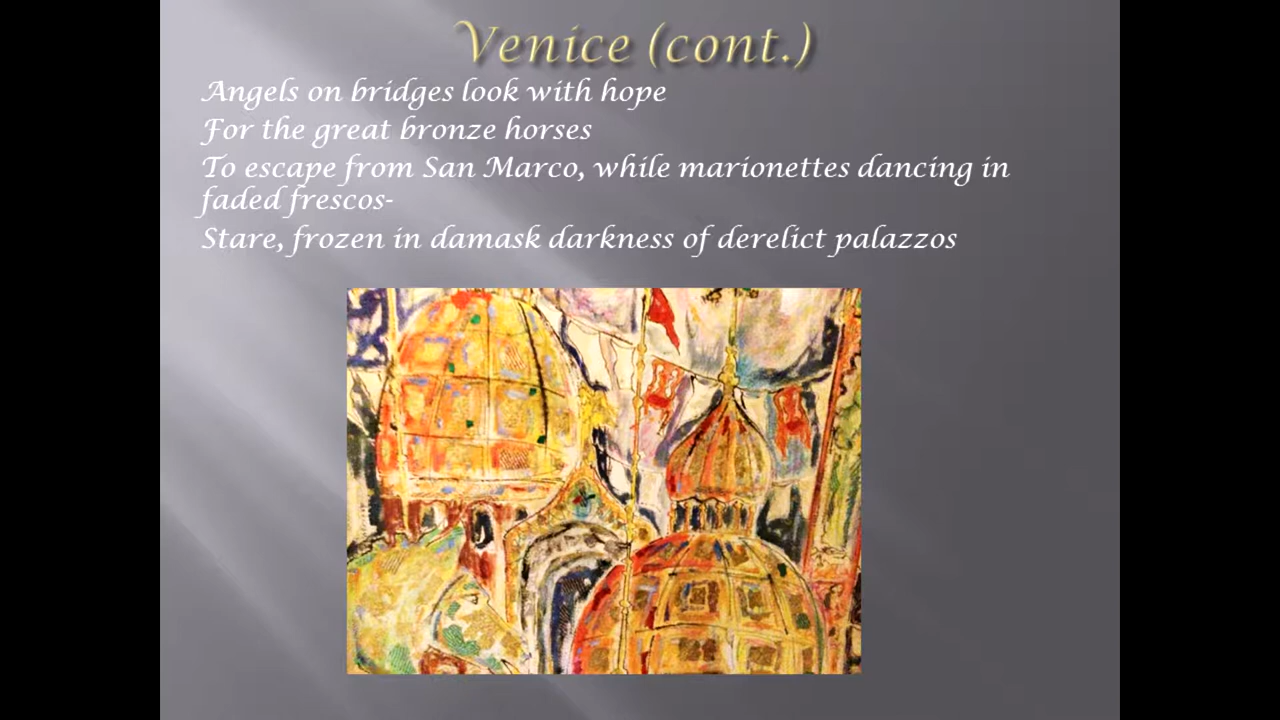 Venice (cont.)
Angels on bridges look with hope
For the great bronze horses
To escape from San Marco, while marionettes dancing in
faded frescos-
Stare, frozen in damask darkness of derelict palazzos